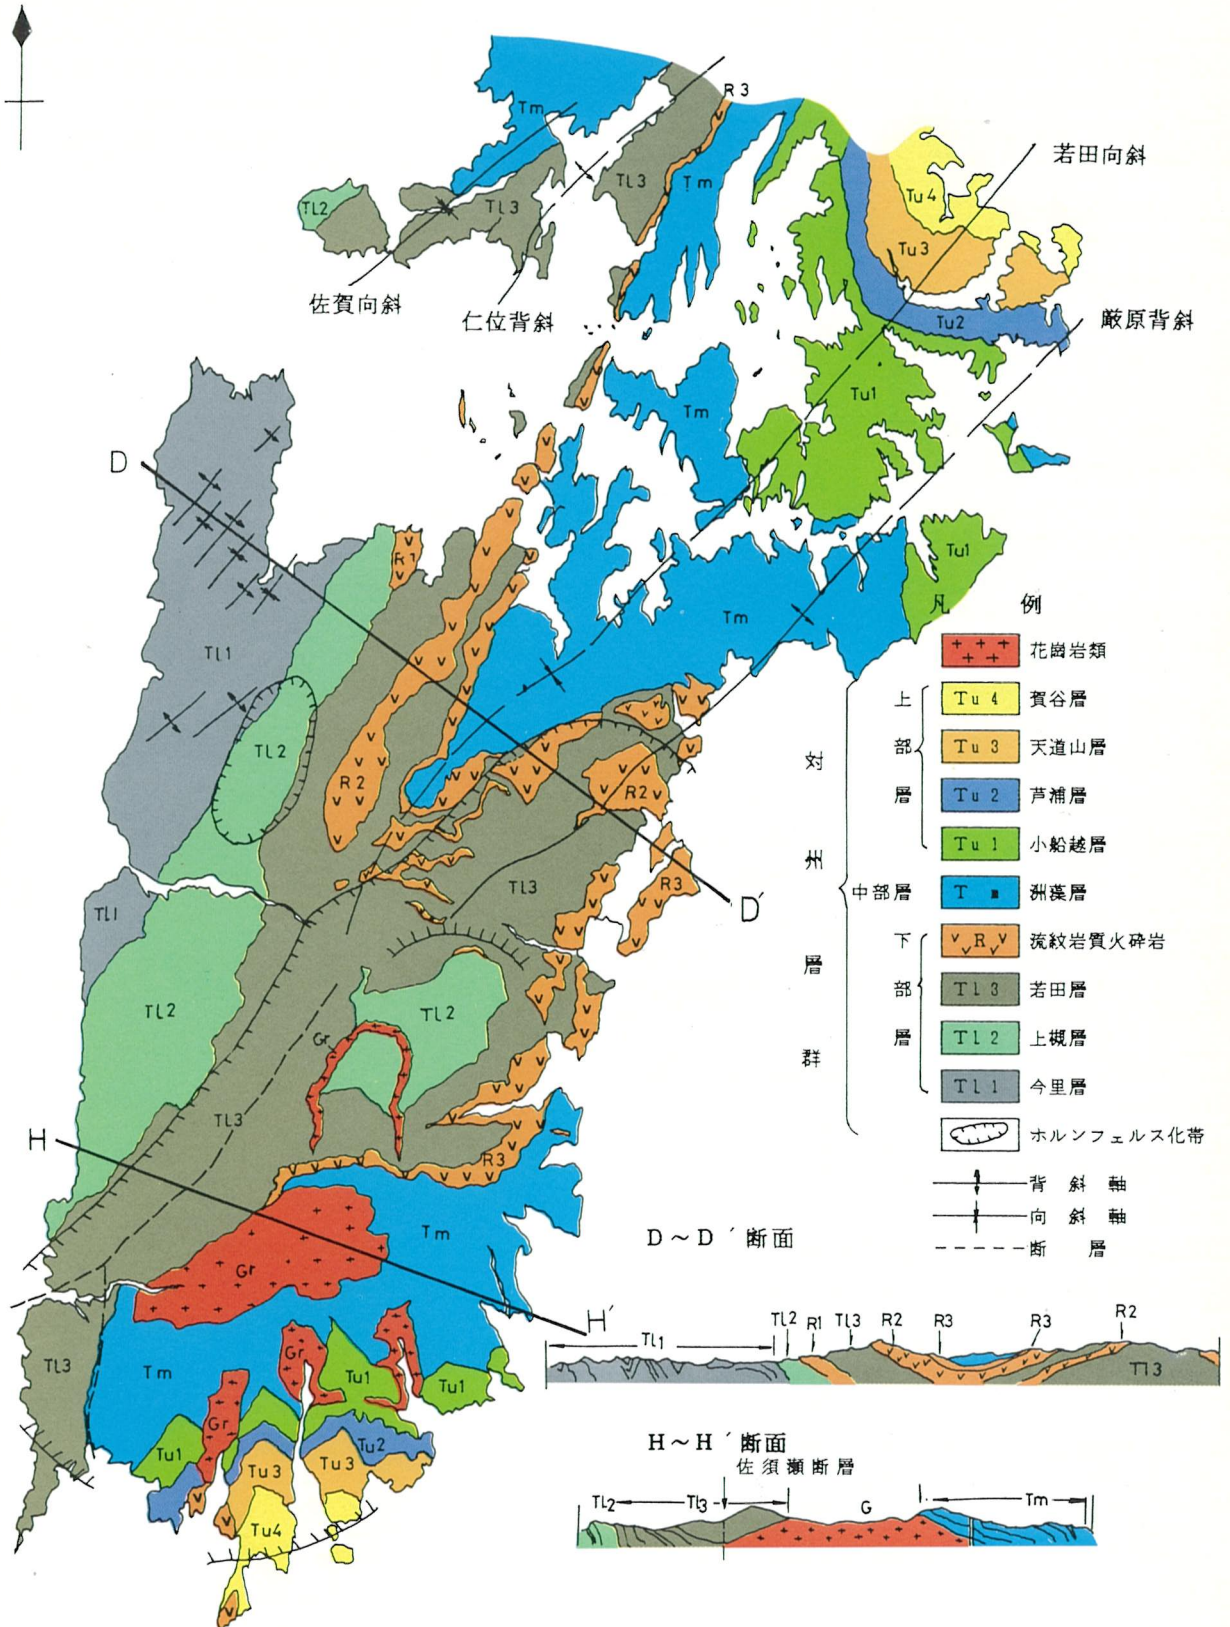 Tm
R3
若田向斜
Tl3
Tm
Tu4
Tl2
Tl3
Tu3
佐賀向斜
仁位背斜
Tu2
厳原背斜
Tu1
Tm
D
R1
Tu1
Tm
Tl1
Tl2
R2
R2
Tl3
R3
D′
Tl1
Tl2
Tl2
Gr
Tl3
H
R3
Tm
Gr
H′
Tl3
Tm
Gr
Tu1
Tu1
Gr
Tu1
Tu2
Tu3
Tu3
Tu4
凡例
花崗岩類
Tu4 賀谷層
Tu3 天道山層
Tu2 芦浦層
Tu1 小船越層
Tm 洲藻層
R 流紋岩質火砕岩
Tl3 若田層
Tl2 上槻層
Tl1 今里層
ホルンフェルス化帯
背斜軸
向斜軸
断層
上部層
中部層
下部層
対州層群
D～D′断面
Tl1 Tl2 R1 Tl3 R2 R3 R3 R2
Tl3
H～H′断面
佐須瀬断層
Tl2 Tl3 G Tm